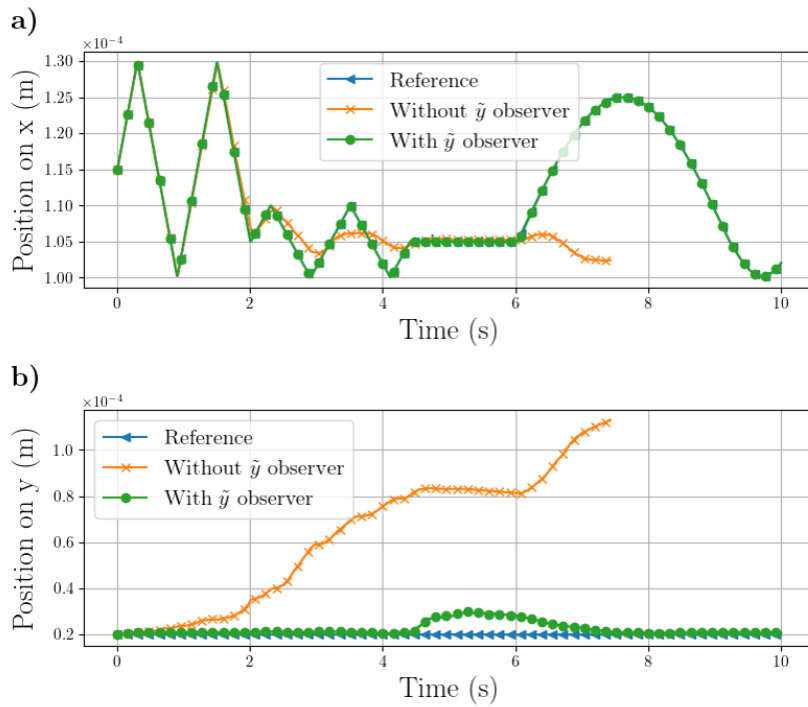 a)
×10⁻⁴
1.30
1.25
1.20
1.15
1.10
1.05
1.00
Position on x (m)
Reference
Without ỹ observer
With ỹ observer
0 2 4 6 8 10
Time (s)
b)
×10⁻⁴
1.0
0.8
0.6
0.4
0.2
Position on y (m)
Reference
Without ỹ observer
With ỹ observer
0 2 4 6 8 10
Time (s)